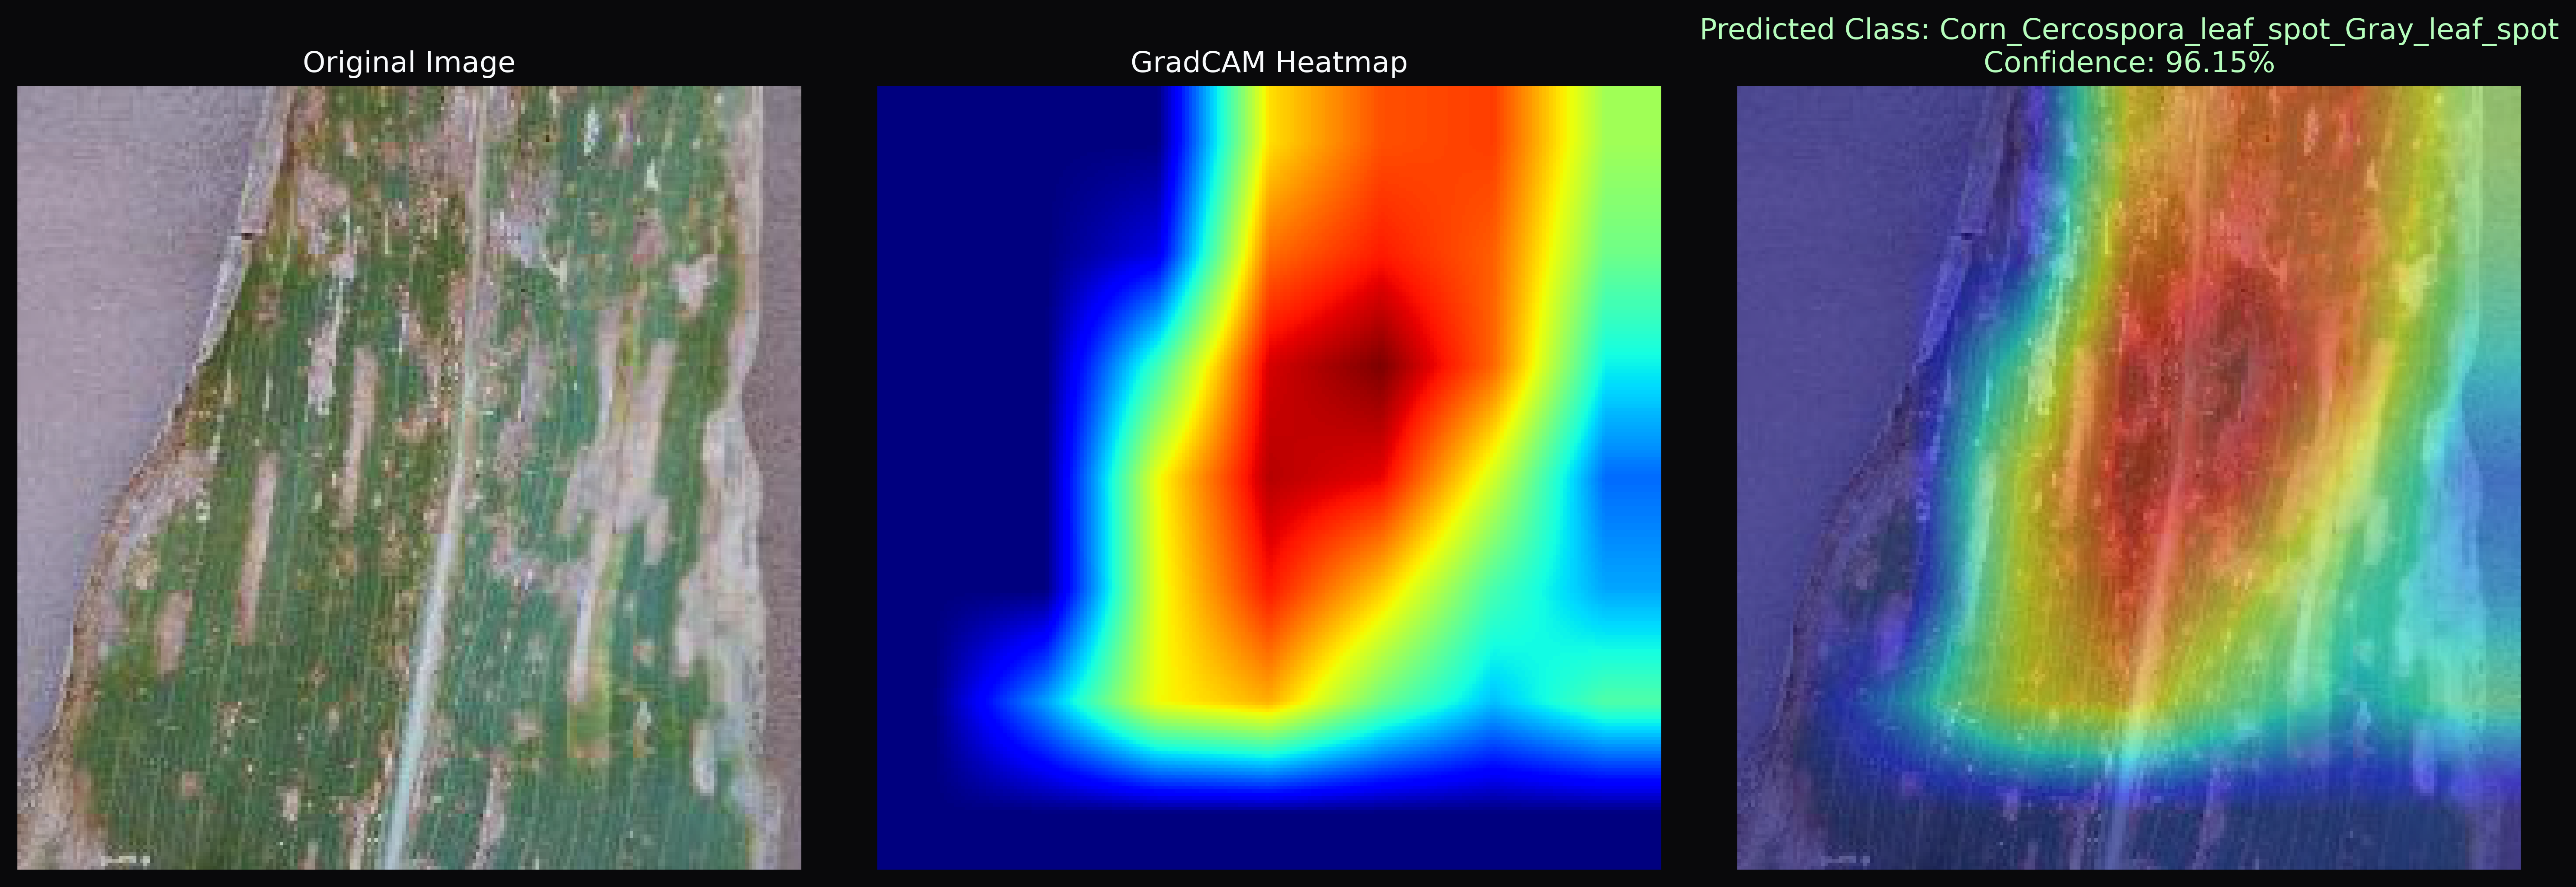 Original Image
GradCAM Heatmap
Predicted Class: Corn_Cercospora_leaf_spot_Gray_leaf_spot
Confidence: 96.15%